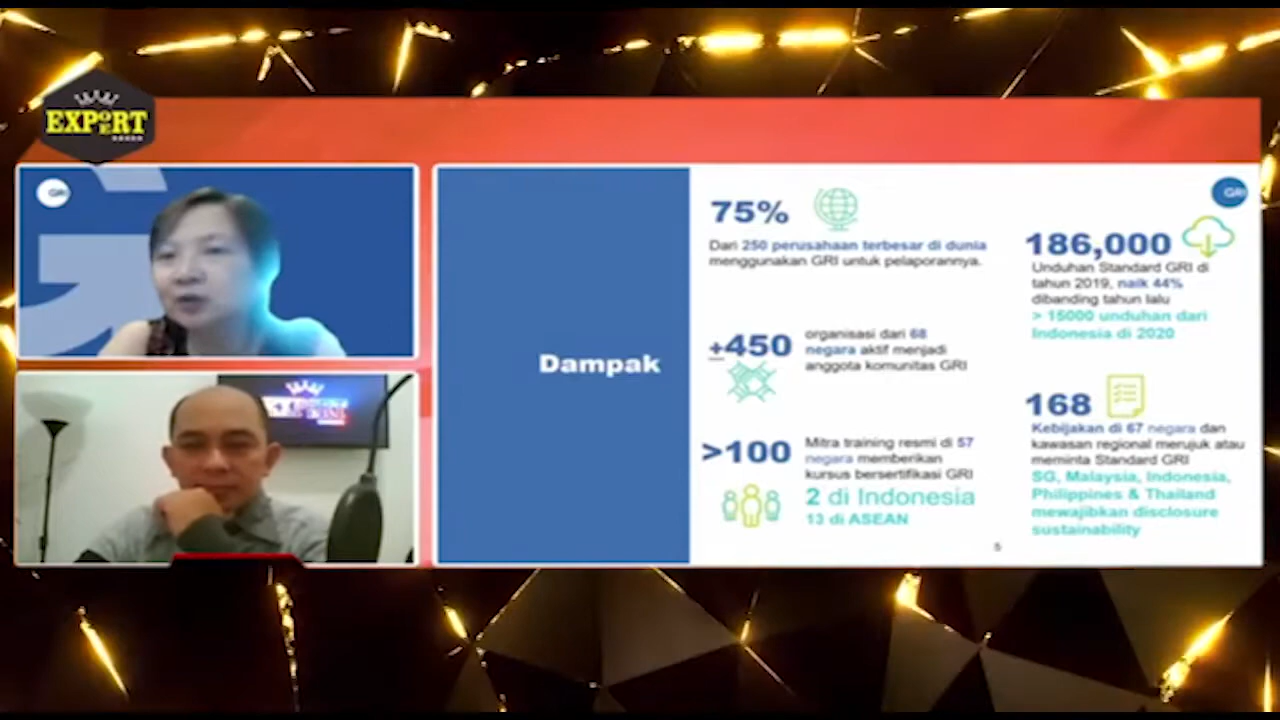 EXPOERT
GRI
GRI
Dampak
75%
Dari 250 perusahaan terbesar di dunia
menggunakan GRI untuk pelaporannya.
+450
organisasi dari 68
negara aktif menjadi
anggota komunitas GRI
>100
Mitra training resmi di 57
negara memberikan
kursus bersertifikasi GRI
2 di Indonesia
13 di ASEAN
186,000
Unduhan Standard GRI di
tahun 2019, naik 44%
dibanding tahun lalu
> 15000 unduhan dari
Indonesia di 2020
168
Kebijakan di 67 negara dan
kawasan regional merujuk atau
meminta Standard GRI
SG, Malaysia, Indonesia,
Philippines & Thailand
mewajibkan disclosure
sustainability
5